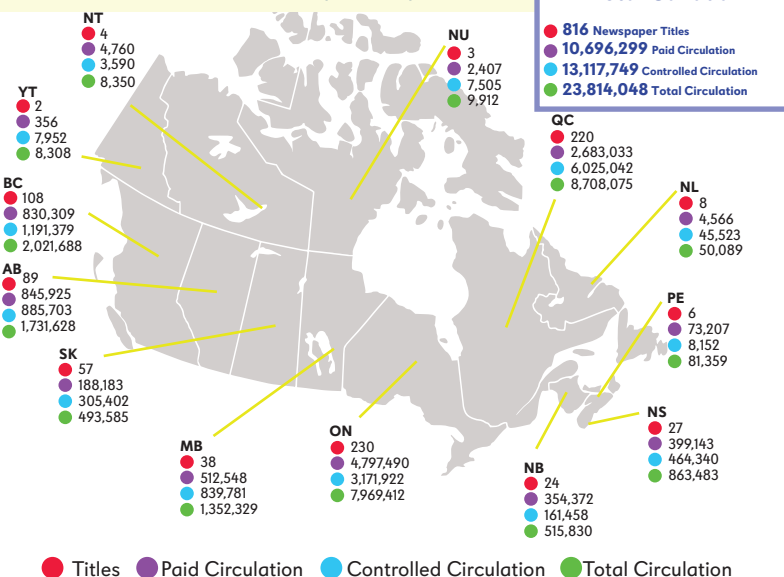 816 Newspaper Titles
10,696,299 Paid Circulation
13,117,749 Controlled Circulation
23,814,048 Total Circulation
NT
4
4,760
3,590
8,350
NU
3
2,407
7,505
9,912
YT
2
356
7,952
8,308
QC
220
2,683,033
6,025,042
8,708,075
BC
108
830,309
1,191,379
2,021,688
NL
8
4,566
45,523
50,089
AB
89
845,925
885,703
1,731,628
PE
6
73,207
8,152
81,359
SK
57
188,183
305,402
493,585
NS
27
399,143
464,340
863,483
MB
38
512,548
839,781
1,352,329
ON
230
4,797,490
3,171,922
7,969,412
NB
24
354,372
161,458
515,830
Titles Paid Circulation Controlled Circulation Total Circulation